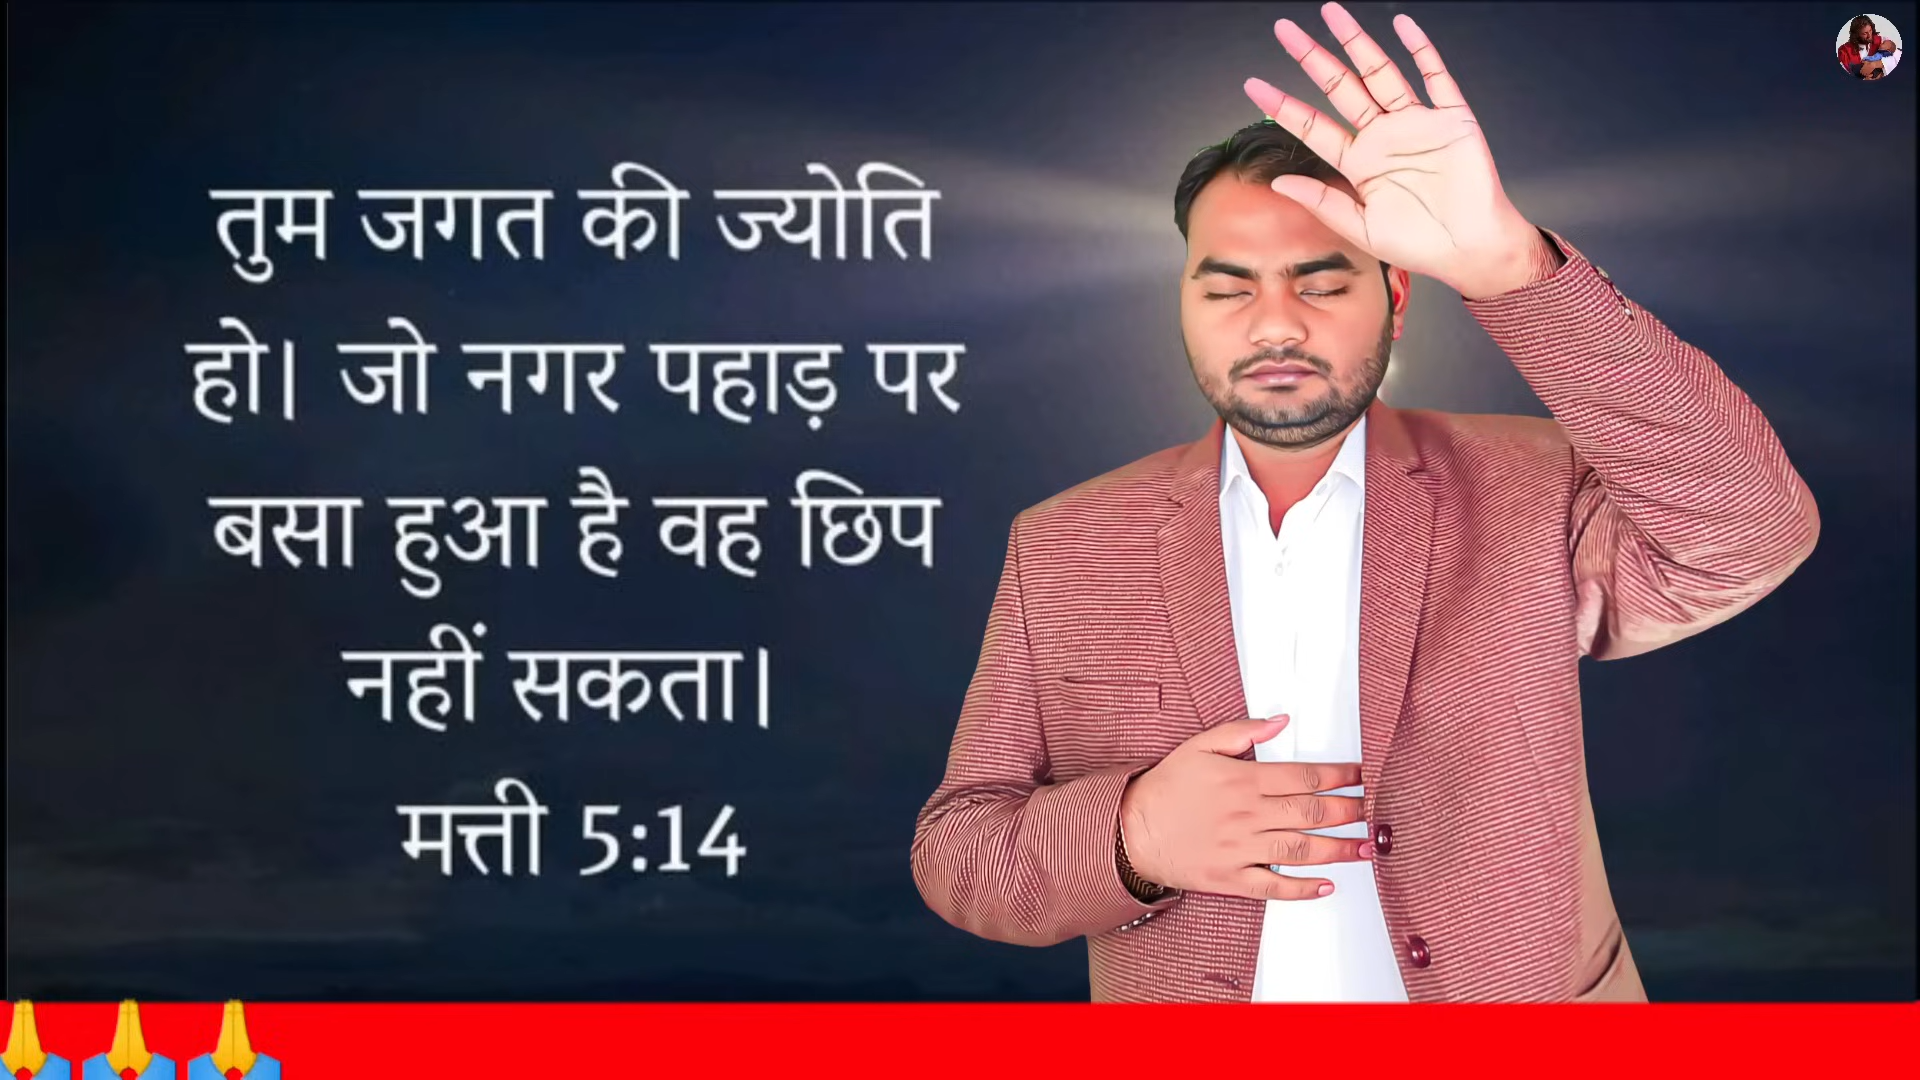 तुम जगत की ज्योति
हो। जो नगर पहाड़ पर
बसा हुआ है वह छिप
नहीं सकता।
मत्ती 5:14